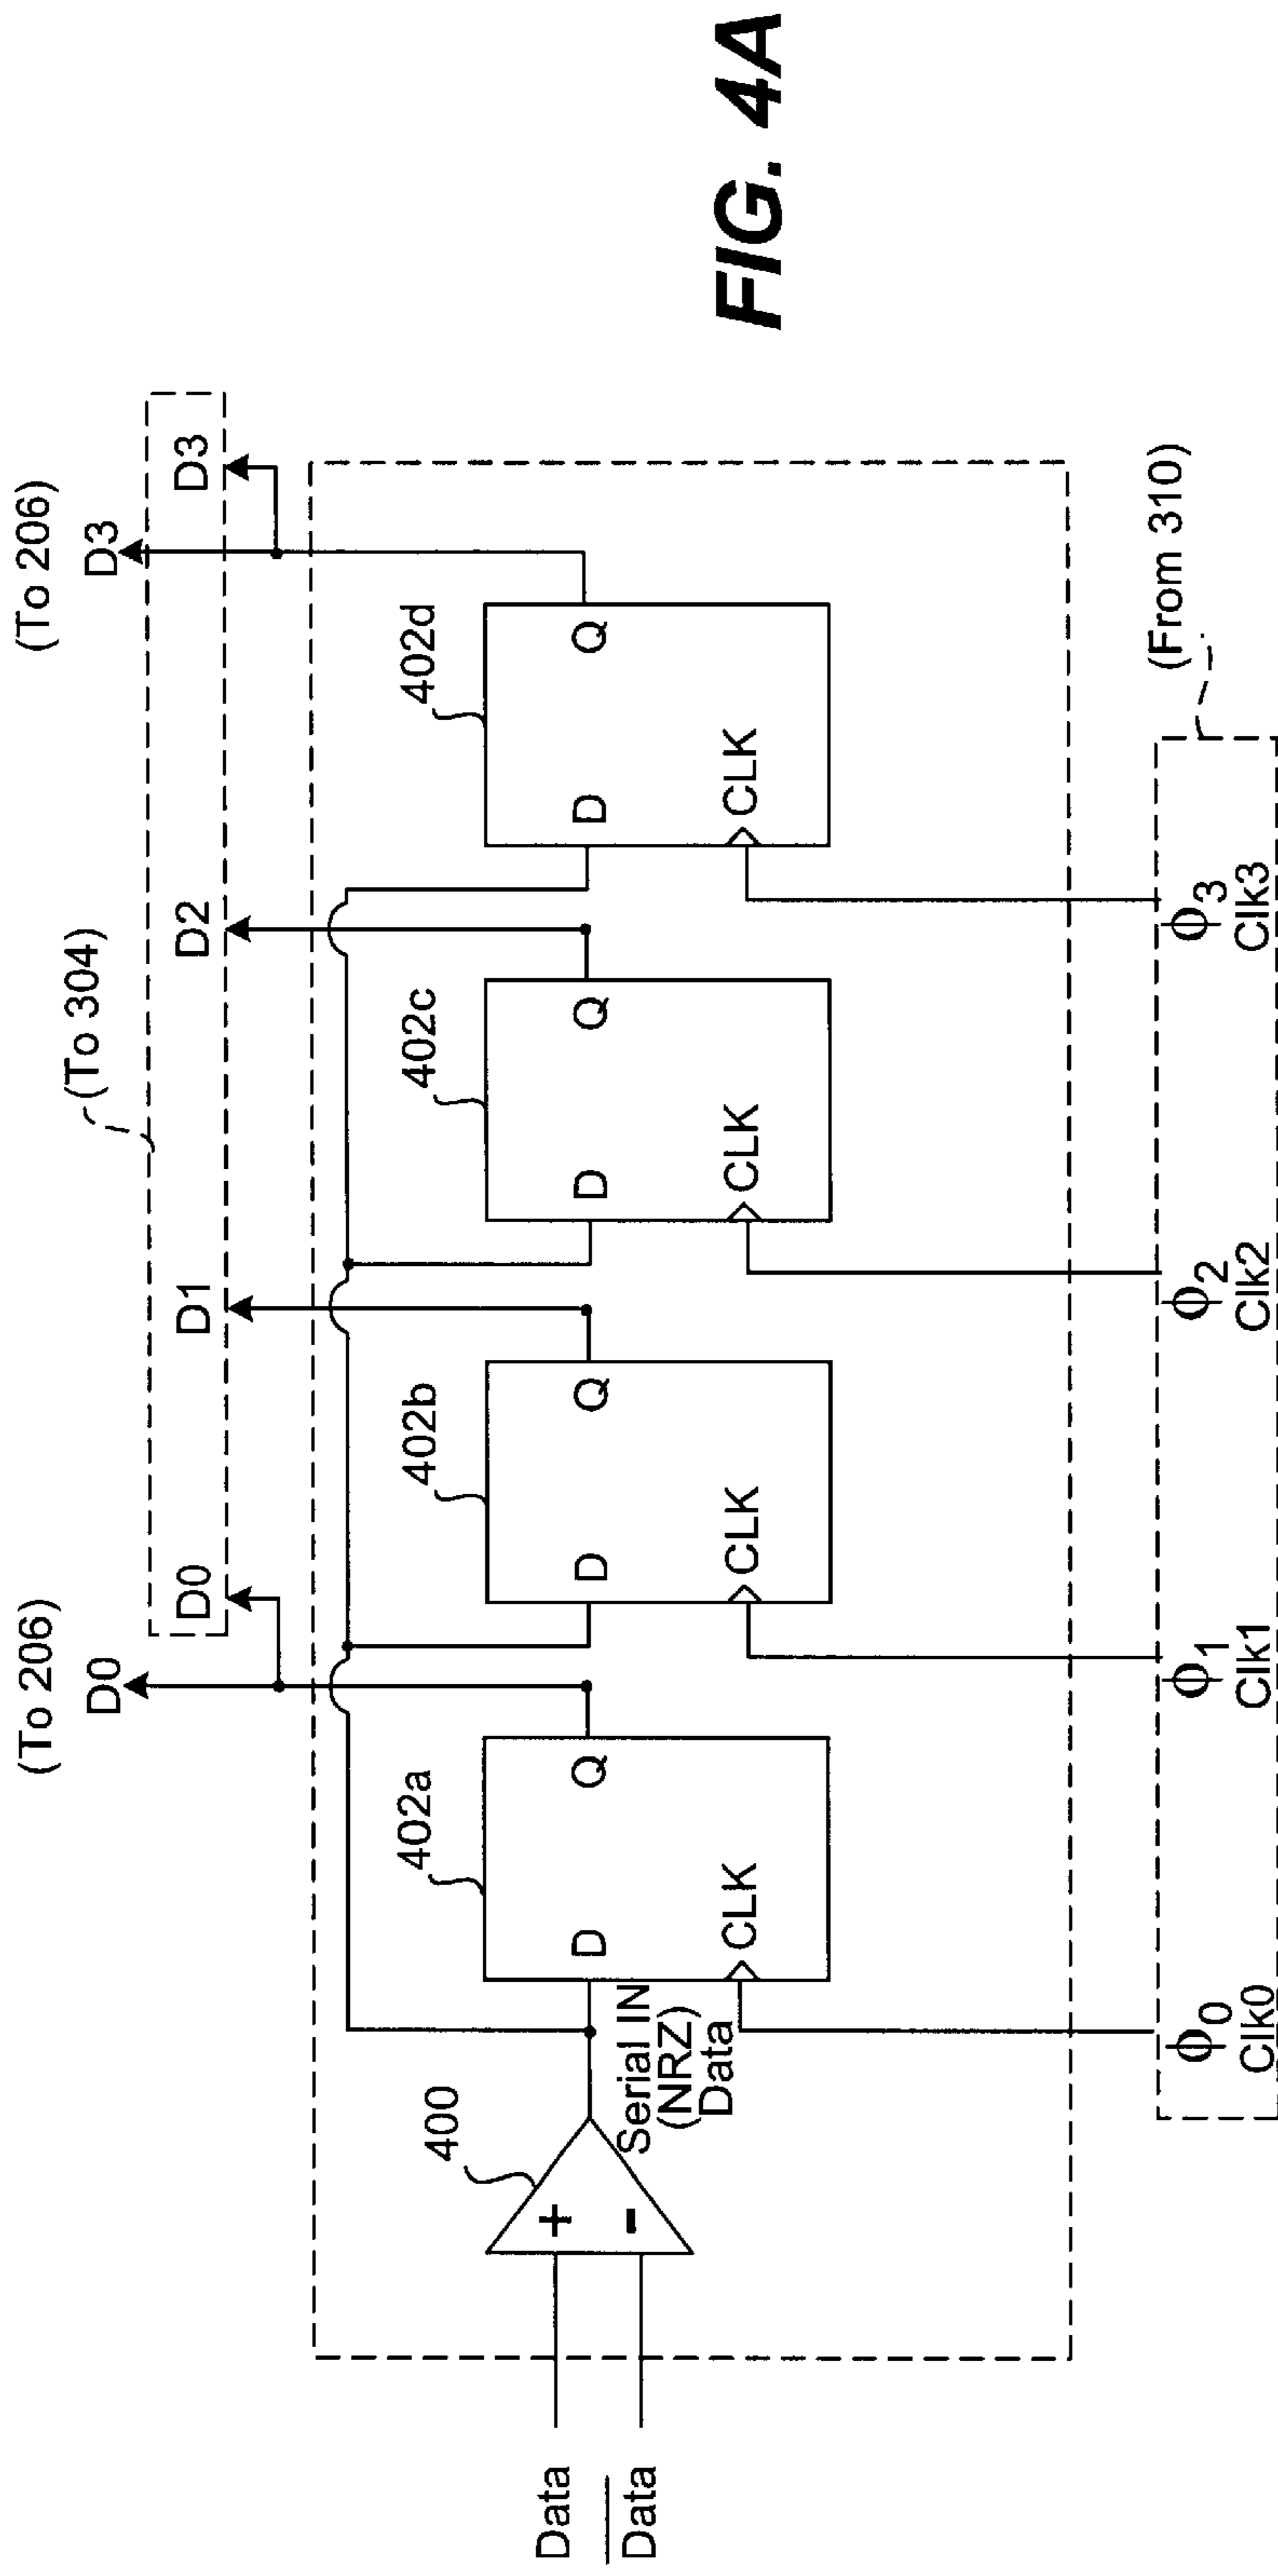 (To 206)
(To 304)
(To 206)
D0
D3
D0
D1
D2
D3
402a
402b
402c
402d
400
Data
Data
+
-
Serial IN
(NRZ)
Data
D
Q
CLK
D
Q
CLK
D
Q
CLK
D
Q
CLK
(From 310)
ϕ0
Clk0
ϕ1
Clk1
ϕ2
Clk2
ϕ3
Clk3
FIG. 4A